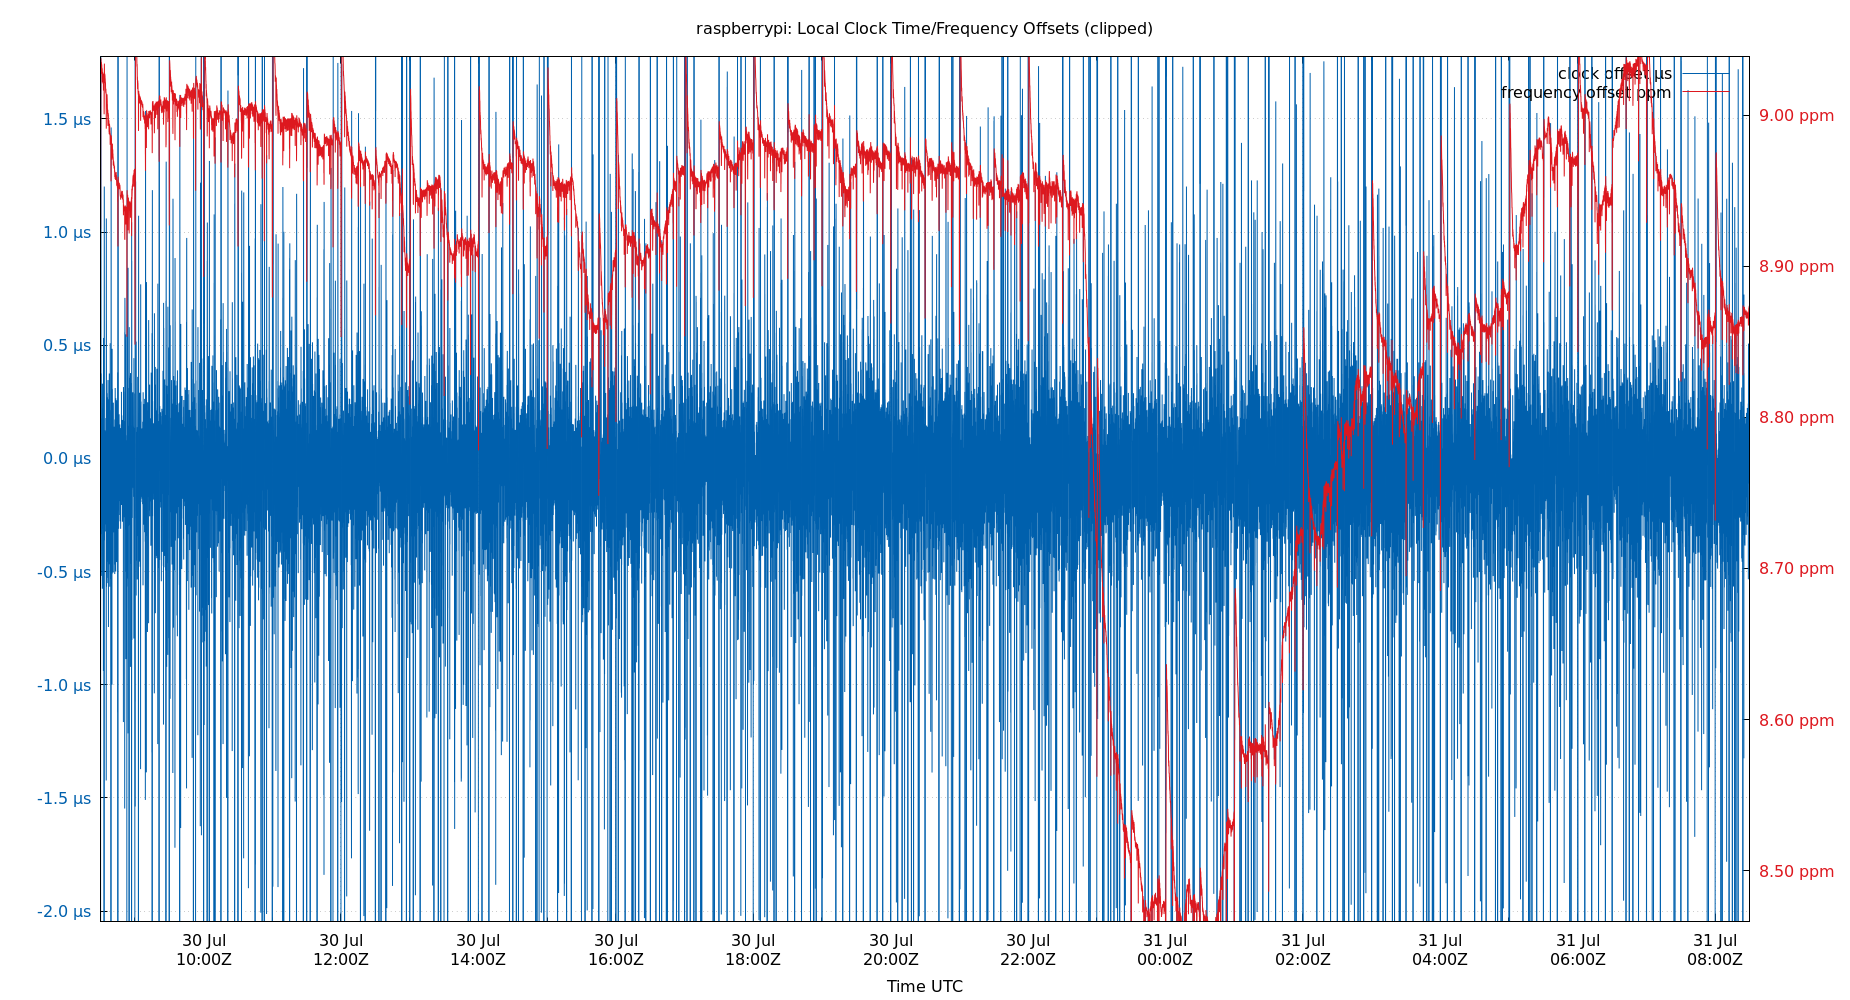 raspberrypi: Local Clock Time/Frequency Offsets (clipped)
clock offset µs
frequency offset ppm
1.5 µs
1.0 µs
0.5 µs
0.0 µs
-0.5 µs
-1.0 µs
-1.5 µs
-2.0 µs
9.00 ppm
8.90 ppm
8.80 ppm
8.70 ppm
8.60 ppm
8.50 ppm
30 Jul 30 Jul 30 Jul 30 Jul 30 Jul 30 Jul 30 Jul 31 Jul 31 Jul 31 Jul 31 Jul 31 Jul
10:00Z 12:00Z 14:00Z 16:00Z 18:00Z 20:00Z 22:00Z 00:00Z 02:00Z 04:00Z 06:00Z 08:00Z
Time UTC